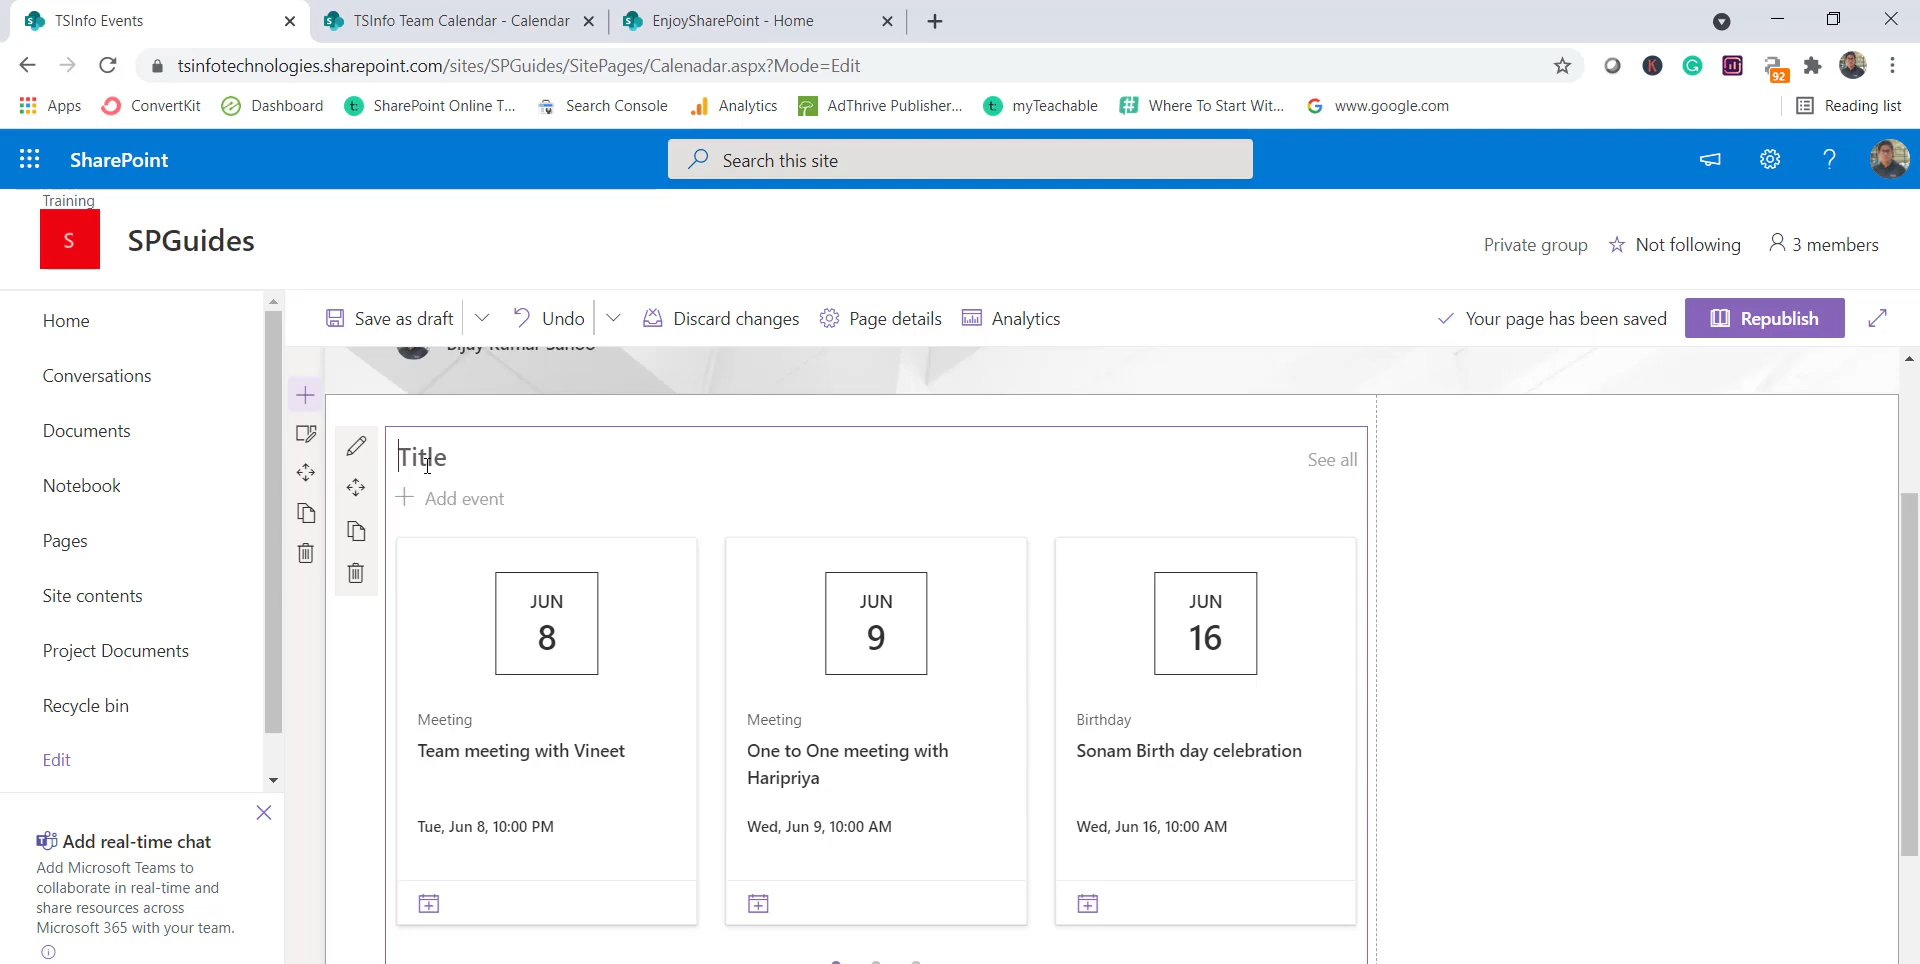 TSInfo Events
TSInfo Team Calendar - Calendar
EnjoySharePoint - Home
tsinfotechnologies.sharepoint.com/sites/SPGuides/SitePages/Calenadar.aspx?Mode=Edit
92
Apps
ConvertKit
Dashboard
SharePoint Online T...
Search Console
Analytics
AdThrive Publisher...
myTeachable
Where To Start Wit...
www.google.com
Reading list
SharePoint
Search this site
Training
S
SPGuides
Private group
Not following
3 members
Home
Conversations
Documents
Notebook
Pages
Site contents
Project Documents
Recycle bin
Edit
Add real-time chat
Add Microsoft Teams to
collaborate in real-time and
share resources across
Microsoft 365 with your team.
Save as draft
Undo
Discard changes
Page details
Analytics
Your page has been saved
Republish
Bijay Kumar Sahoo
Title
See all
Add event
JUN
8
Meeting
Team meeting with Vineet
Tue, Jun 8, 10:00 PM
JUN
9
Meeting
One to One meeting with
Haripriya
Wed, Jun 9, 10:00 AM
JUN
16
Birthday
Sonam Birth day celebration
Wed, Jun 16, 10:00 AM